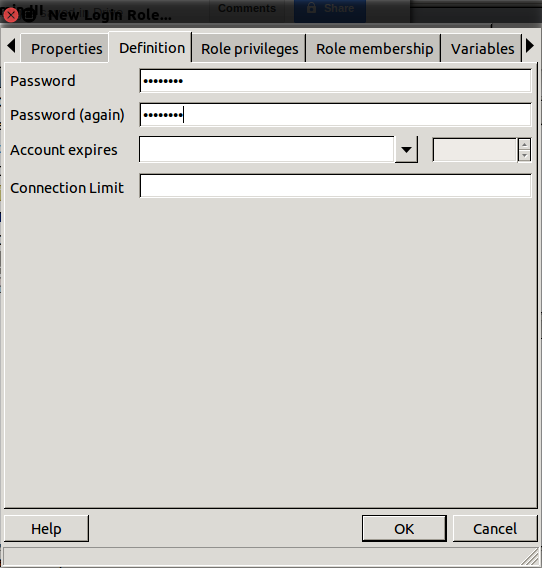 New Login Role...
Comments
Share
Properties
Definition
Role privileges
Role membership
Variables
Password
••••••••
Password (again)
••••••••
Account expires
Connection Limit
Help
OK
Cancel